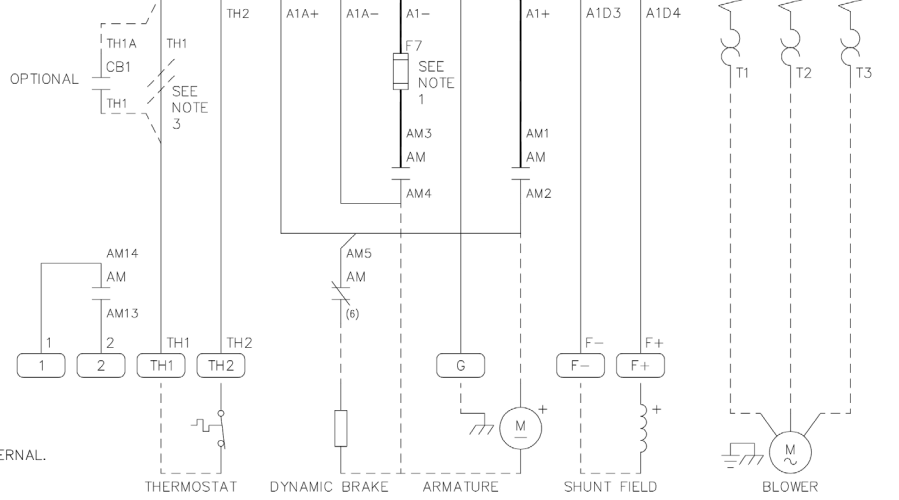 TH2
A1A+
A1A-
A1-
A1+
A1D3
A1D4
TH1A
TH1
F7
CB1
OPTIONAL
SEE
NOTE
1
T1
T2
T3
SEE
NOTE
3
TH1
AM3
AM1
AM
AM
AM4
AM2
AM14
AM5
AM
AM
AM13
(6)
1
2
TH1
TH2
F-
F+
1
2
TH1
TH2
G
F-
F+
+
+
M
M
ERNAL.
THERMOSTAT
DYNAMIC BRAKE
ARMATURE
SHUNT FIELD
BLOWER